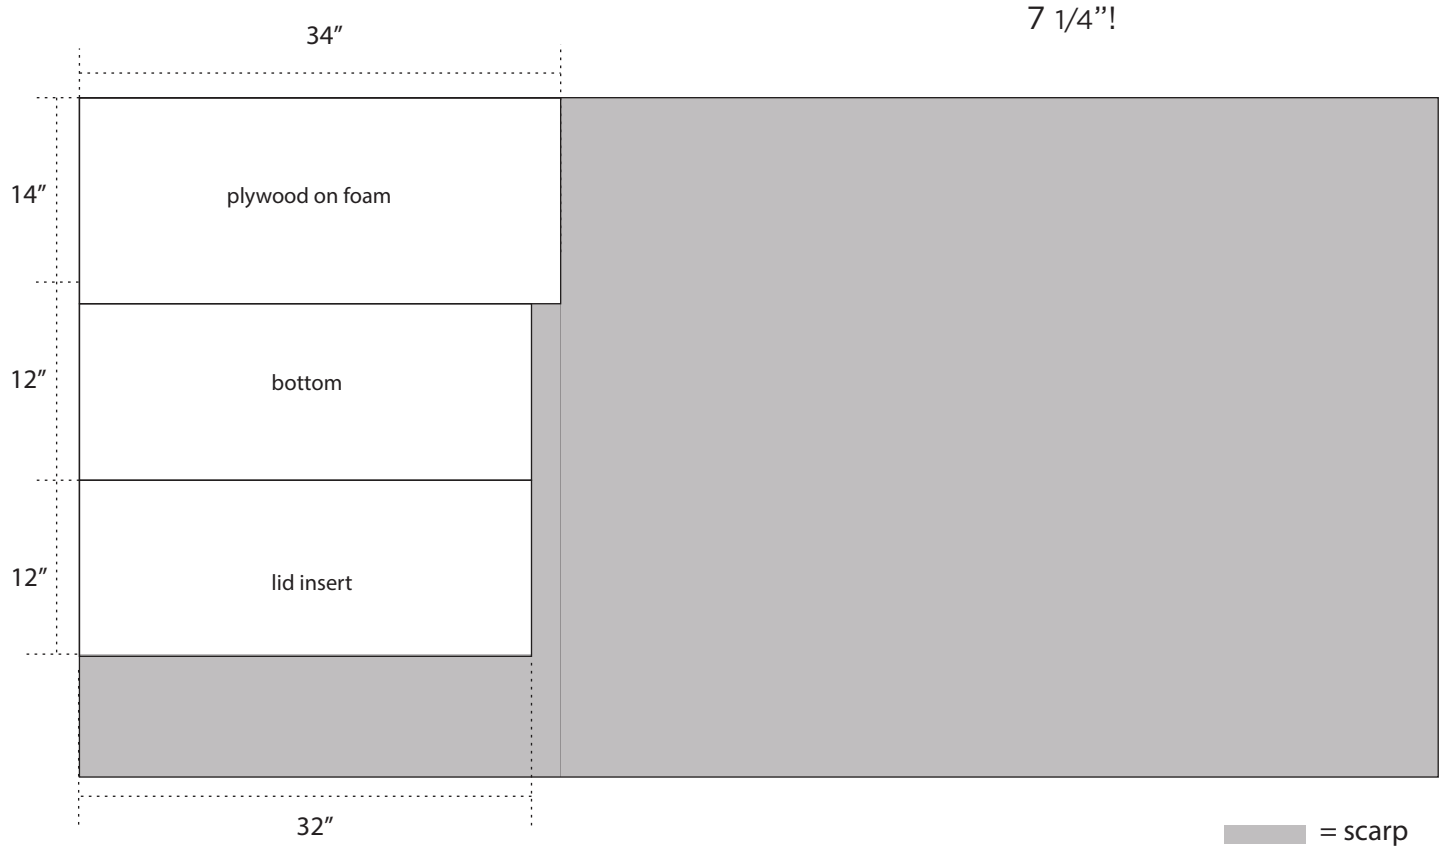 7 1/4”!
34”
14”
plywood on foam
12”
bottom
12”
lid insert
32”
= scarp